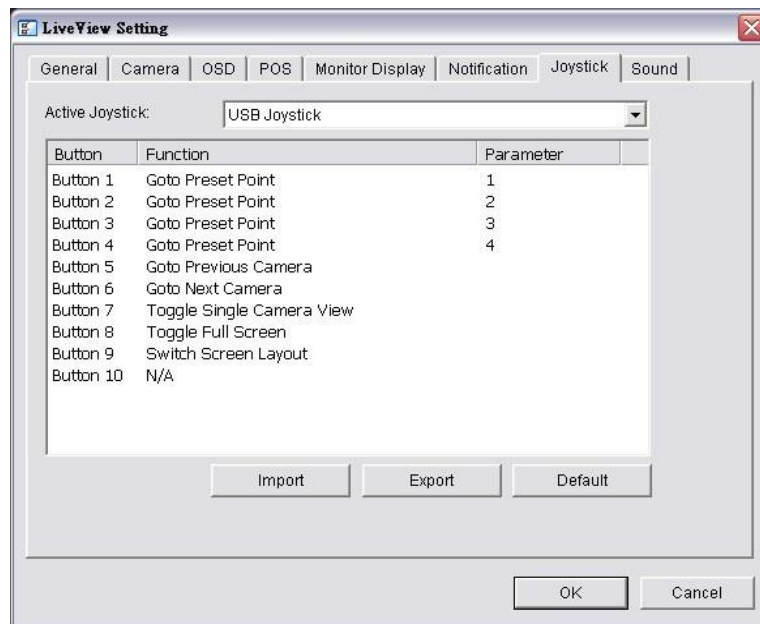 LiveView Setting
General Camera OSD POS Monitor Display Notification Joystick Sound
Active Joystick: USB Joystick
Button Function Parameter
Button 1 Goto Preset Point 1
Button 2 Goto Preset Point 2
Button 3 Goto Preset Point 3
Button 4 Goto Preset Point 4
Button 5 Goto Previous Camera
Button 6 Goto Next Camera
Button 7 Toggle Single Camera View
Button 8 Toggle Full Screen
Button 9 Switch Screen Layout
Button 10 N/A
Import Export Default
OK Cancel